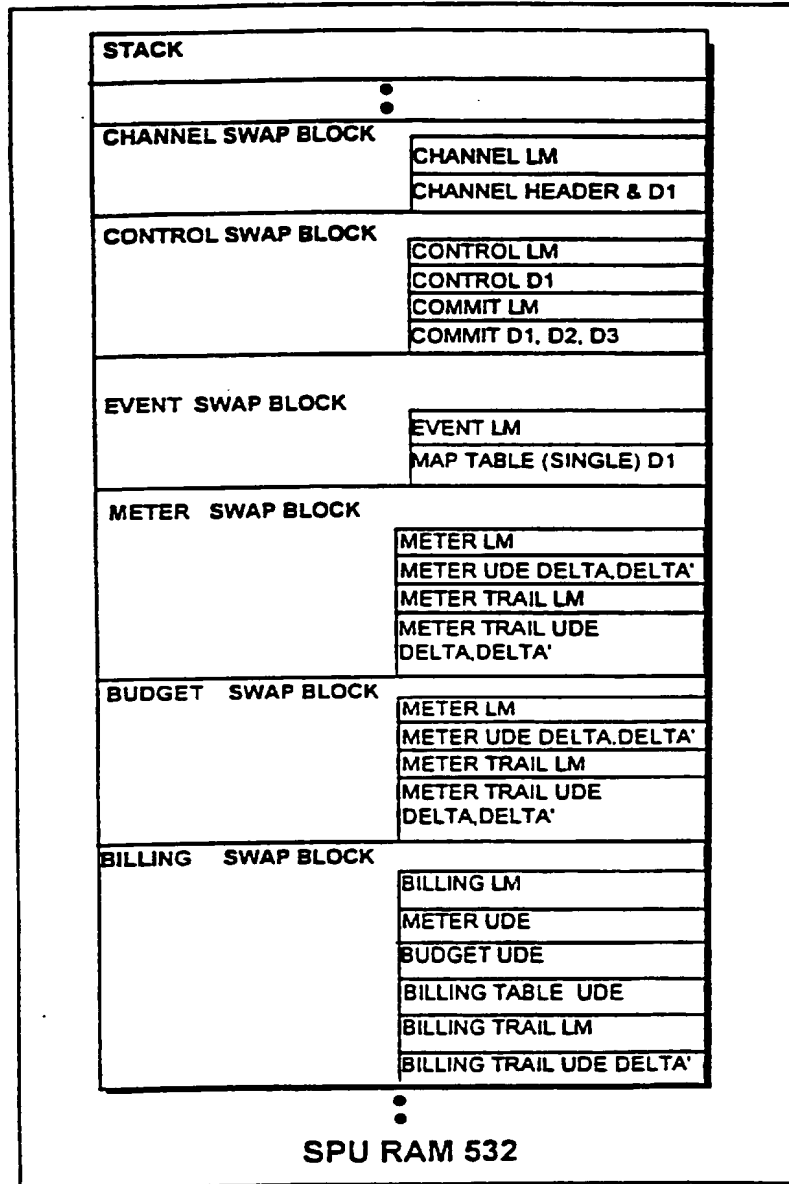 STACK
CHANNEL SWAP BLOCK
CHANNEL LM
CHANNEL HEADER & D1
CONTROL SWAP BLOCK
CONTROL LM
CONTROL D1
COMMIT LM
COMMIT D1, D2, D3
EVENT SWAP BLOCK
EVENT LM
MAP TABLE (SINGLE) D1
METER SWAP BLOCK
METER LM
METER UDE DELTA,DELTA'
METER TRAIL LM
METER TRAIL UDE
DELTA,DELTA'
BUDGET SWAP BLOCK
METER LM
METER UDE DELTA.DELTA'
METER TRAIL LM
METER TRAIL UDE
DELTA,DELTA'
BILLING SWAP BLOCK
BILLING LM
METER UDE
BUDGET UDE
BILLING TABLE UDE
BILLING TRAIL LM
BILLING TRAIL UDE DELTA'
SPU RAM 532